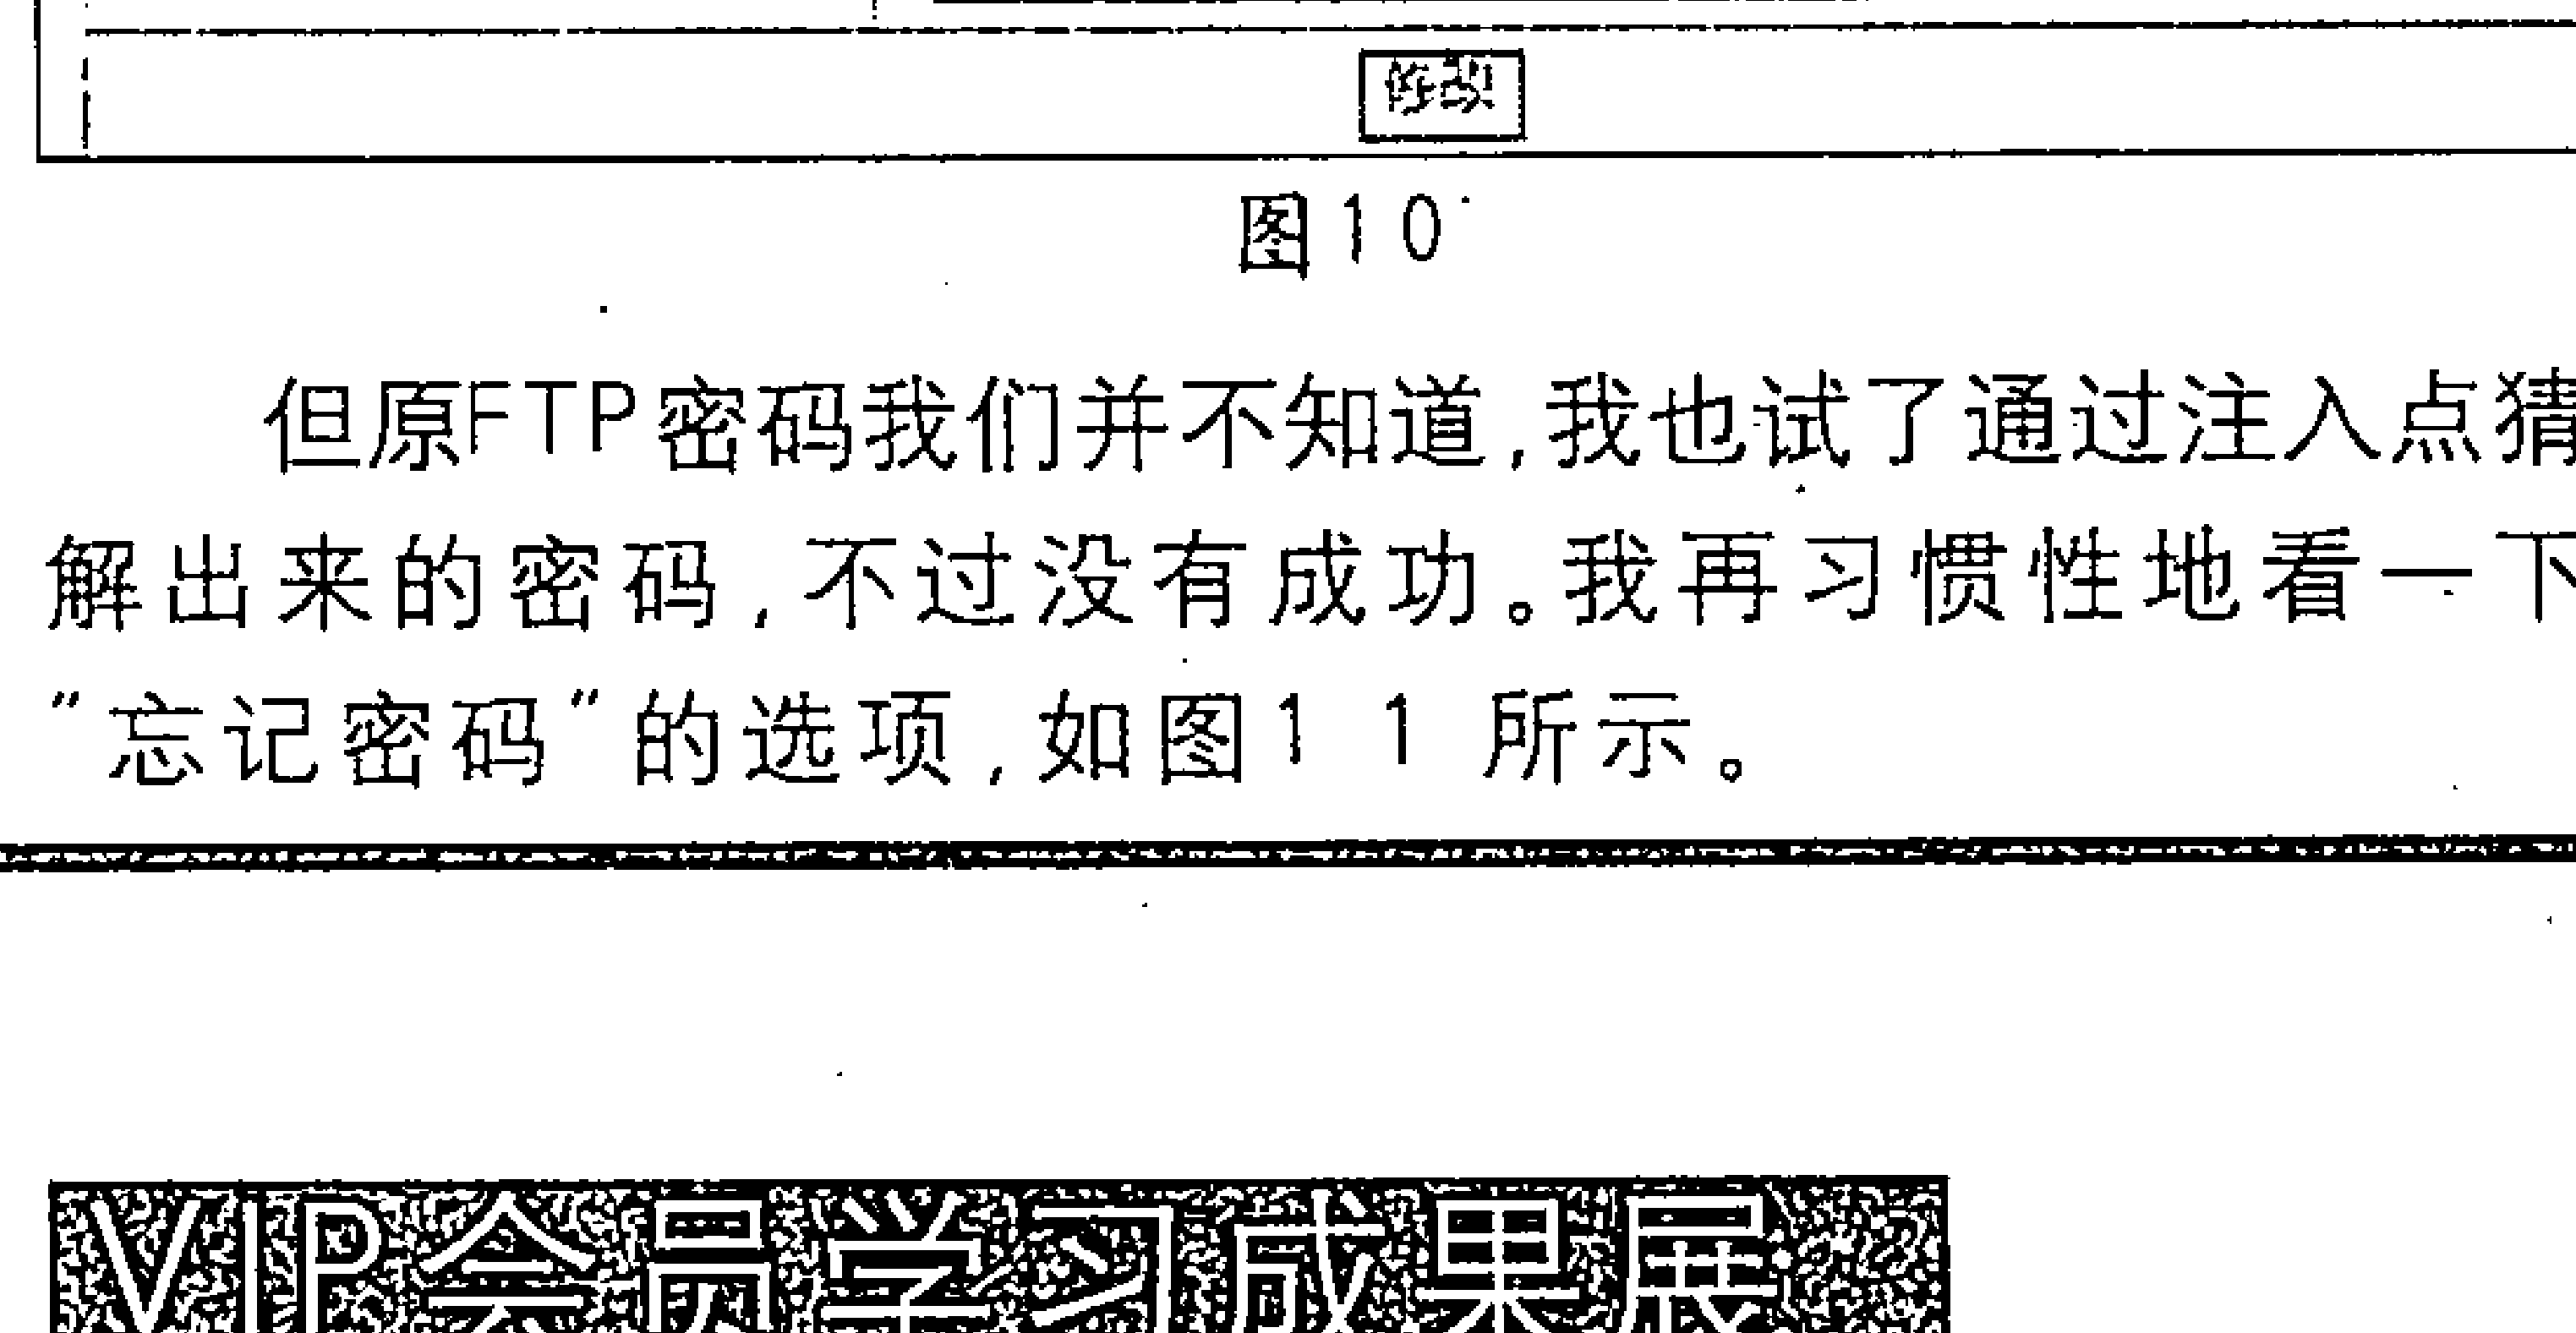 修改
图10
但原FTP密码我们并不知道,我也试了通过注入点猜
解出来的密码,不过没有成功。我再习惯性地看一下
"忘记密码"的选项,如图11所示。
VIP会员学习成果展